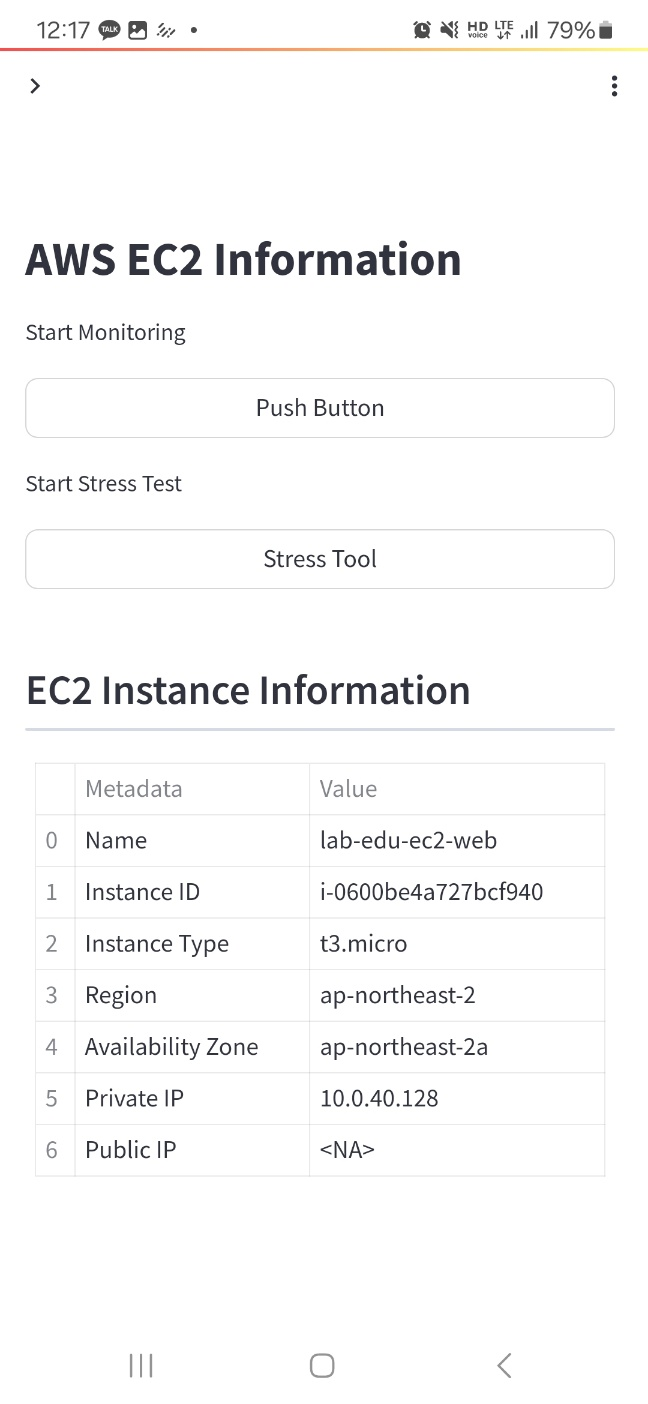 12:17 TALK HD voice LTE 79%
AWS EC2 Information
Start Monitoring
Push Button
Start Stress Test
Stress Tool
EC2 Instance Information
Metadata Value
0 Name lab-edu-ec2-web
1 Instance ID i-0600be4a727bcf940
2 Instance Type t3.micro
3 Region ap-northeast-2
4 Availability Zone ap-northeast-2a
5 Private IP 10.0.40.128
6 Public IP <NA>